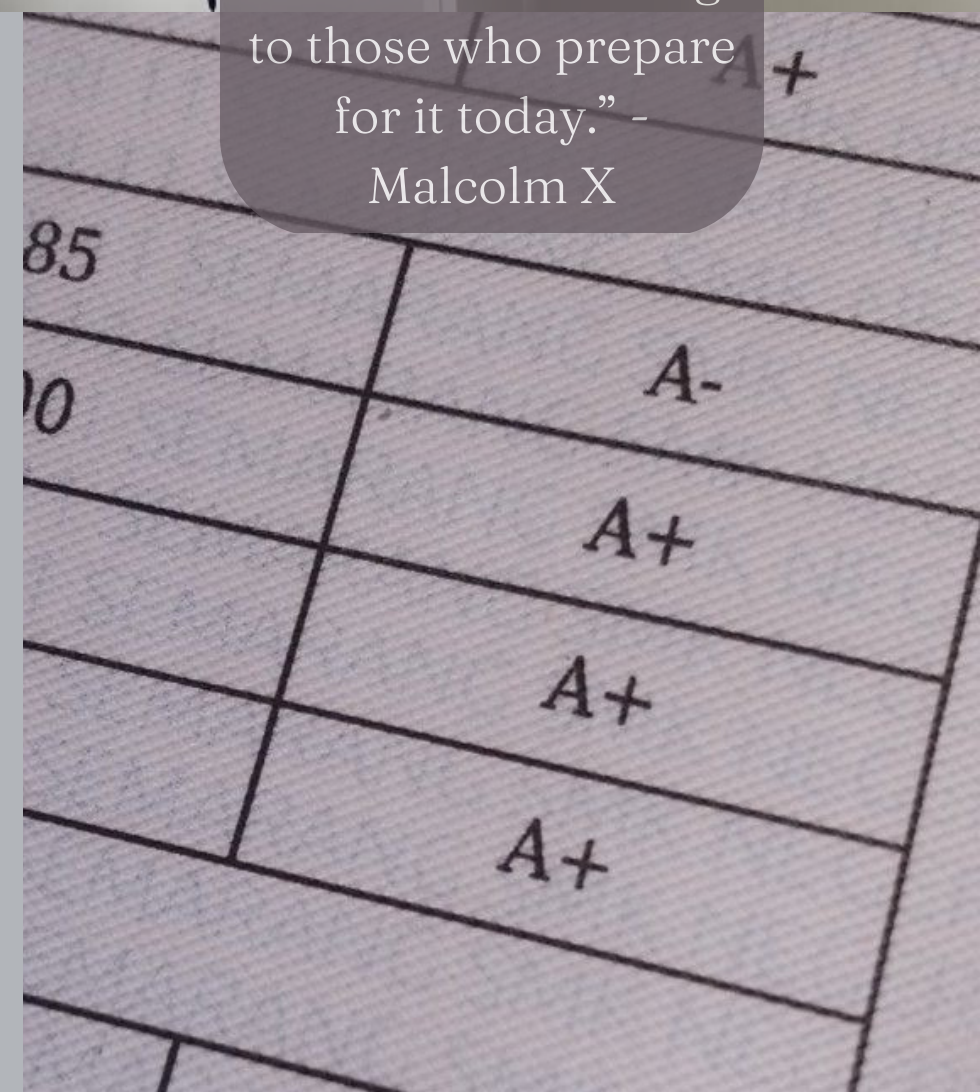 to those who prepare
for it today.” -
Malcolm X
A+
85
A-
A+
A+
A+